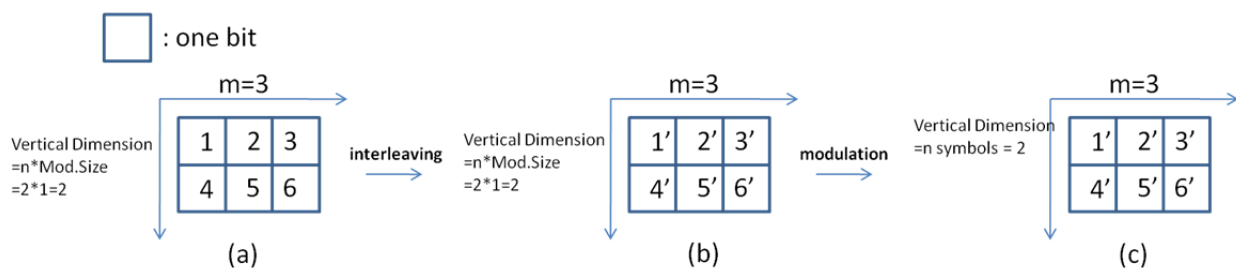 : one bit
m=3
m=3
m=3
Vertical Dimension
=n*Mod.Size
=2*1=2
1 2 3
4 5 6
interleaving
Vertical Dimension
=n*Mod.Size
=2*1=2
1’ 2’ 3’
4’ 5’ 6’
modulation
Vertical Dimension
=n symbols = 2
1’ 2’ 3’
4’ 5’ 6’
(a)
(b)
(c)